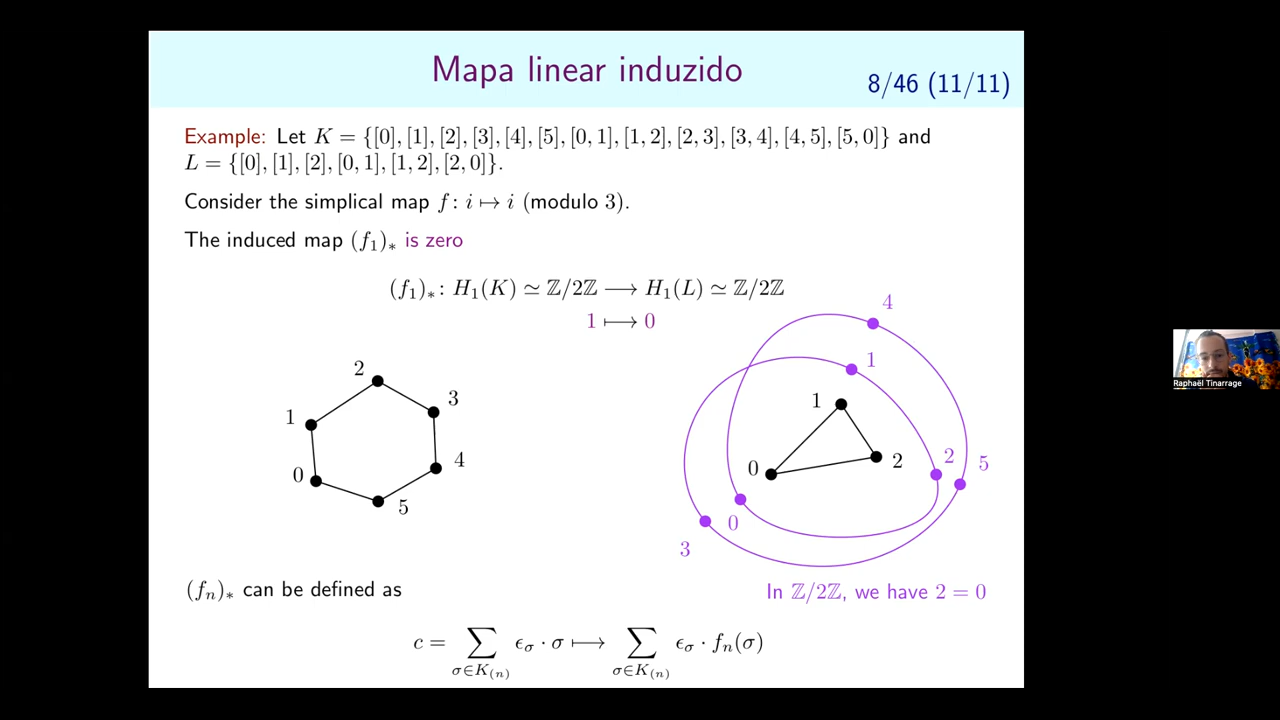 Mapa linear induzido
8/46 (11/11)
Example: Let K = {[0], [1], [2], [3], [4], [5], [0, 1], [1, 2], [2, 3], [3, 4], [4, 5], [5, 0]} and
L = {[0], [1], [2], [0, 1], [1, 2], [2, 0]}.
Consider the simplical map f: i ↦ i (modulo 3).
The induced map (f₁)∗ is zero
(f₁)∗: H₁(K) ≃ ℤ/2ℤ ⟶ H₁(L) ≃ ℤ/2ℤ
1 ⟼ 0
2
1
3
0
4
5
4
1
1
0
2
2
5
0
3
(fₙ)∗ can be defined as
In ℤ/2ℤ, we have 2 = 0
c = ∑ ϵ_σ · σ ⟼ ∑ ϵ_σ · fₙ(σ)
σ∈K₍ₙ₎ σ∈K₍ₙ₎
Raphaël Tinarrage